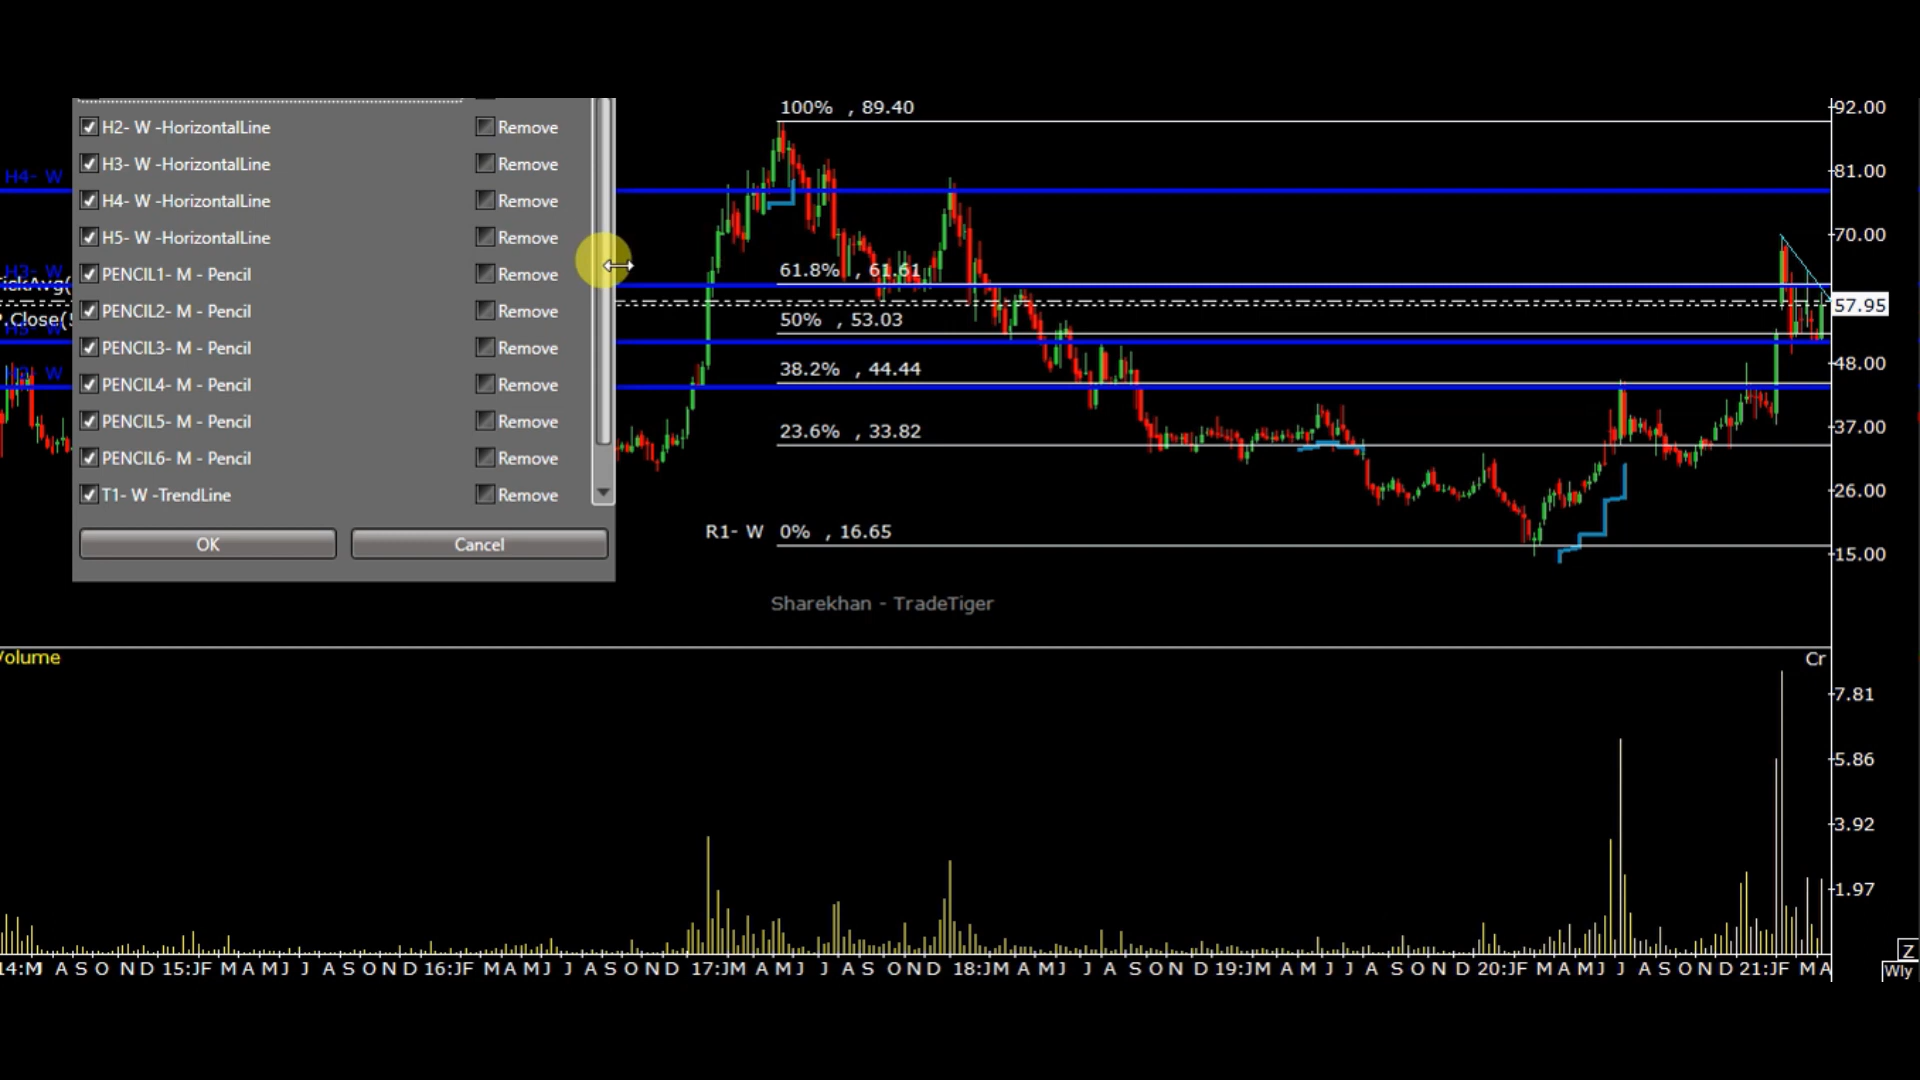 H2- W -HorizontalLine Remove
H3- W -HorizontalLine Remove
H4- W -HorizontalLine Remove
H5- W -HorizontalLine Remove
PENCIL1- M - Pencil Remove
PENCIL2- M - Pencil Remove
PENCIL3- M - Pencil Remove
PENCIL4- M - Pencil Remove
PENCIL5- M - Pencil Remove
PENCIL6- M - Pencil Remove
T1- W -TrendLine Remove
OK Cancel
H4- W
H3- W
.Close(
100% , 89.40
61.8% , 61.61
50% , 53.03
38.2% , 44.44
23.6% , 33.82
R1- W 0% , 16.65
Sharekhan - TradeTiger
92.00
81.00
70.00
57.95
48.00
37.00
26.00
15.00
Volume
Cr
7.81
5.86
3.92
1.97
Z
14:M A S O N D 15:JF M A M J J A S O N D 16:JF M A M J J A S O N D 17:JM A M J J A S O N D 18:JM A M J J A S O N D 19:JM A M J J A S O N D 20:JF M A M J J A S O N D 21:JF M A
Wly